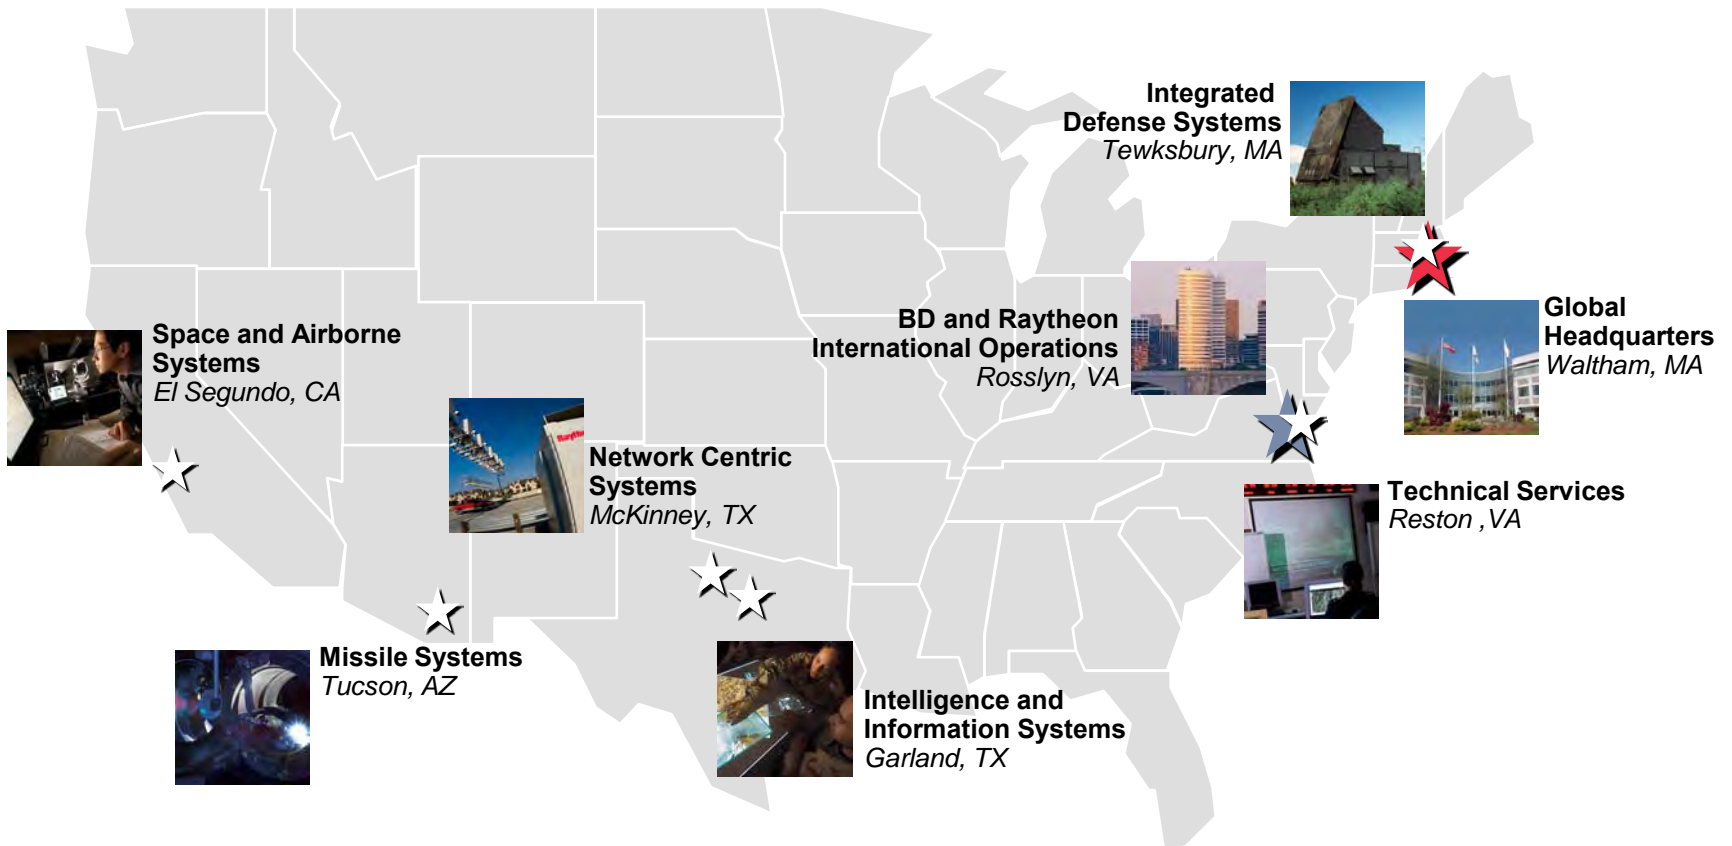 Integrated
Defense Systems
Tewksbury, MA
Global
Headquarters
Waltham, MA
BD and Raytheon
International Operations
Rosslyn, VA
Space and Airborne
Systems
El Segundo, CA
Network Centric
Systems
McKinney, TX
Technical Services
Reston ,VA
Missile Systems
Tucson, AZ
Intelligence and
Information Systems
Garland, TX